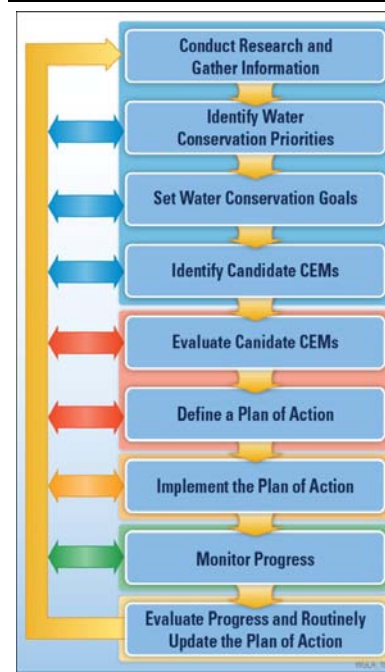 Conduct Research and
Gather Information
Identify Water
Conservation Priorities
Set Water Conservation Goals
Identify Candidate CEMs
Evaluate Canidate CEMs
Define a Plan of Action
Implement the Plan of Action
Monitor Progress
Evaluate Progress and Routinely
Update the Plan of Action